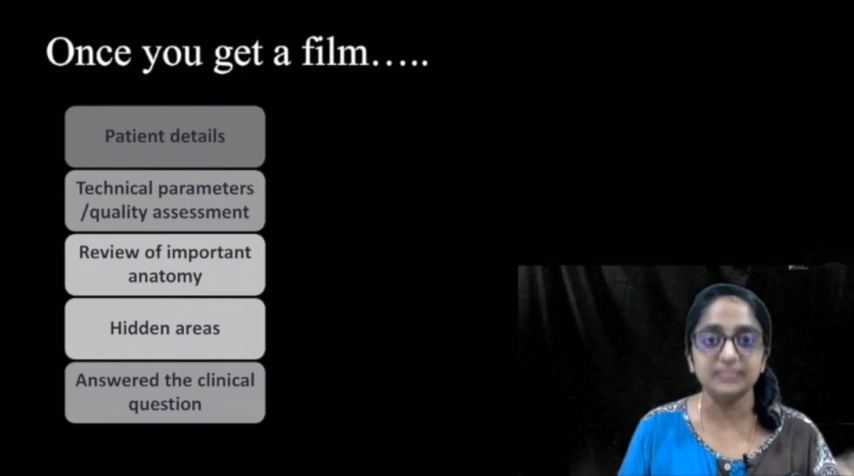 Once you get a film.....
Patient details
Technical parameters
/quality assessment
Review of important
anatomy
Hidden areas
Answered the clinical
question